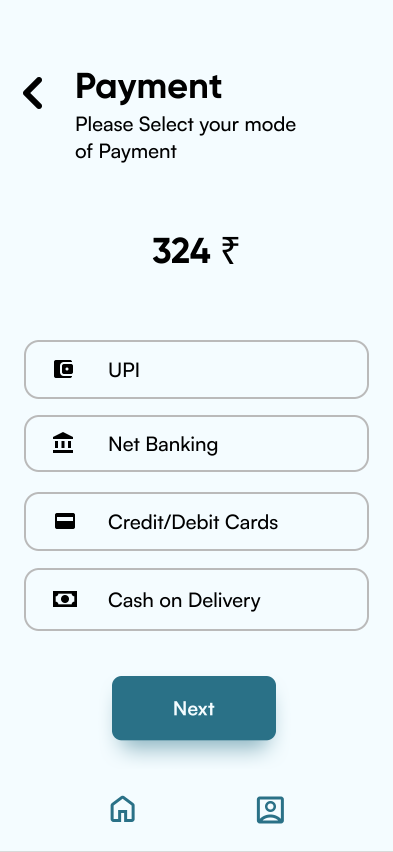 Payment
Please Select your mode
of Payment
324 ₹
UPI
Net Banking
Credit/Debit Cards
Cash on Delivery
Next